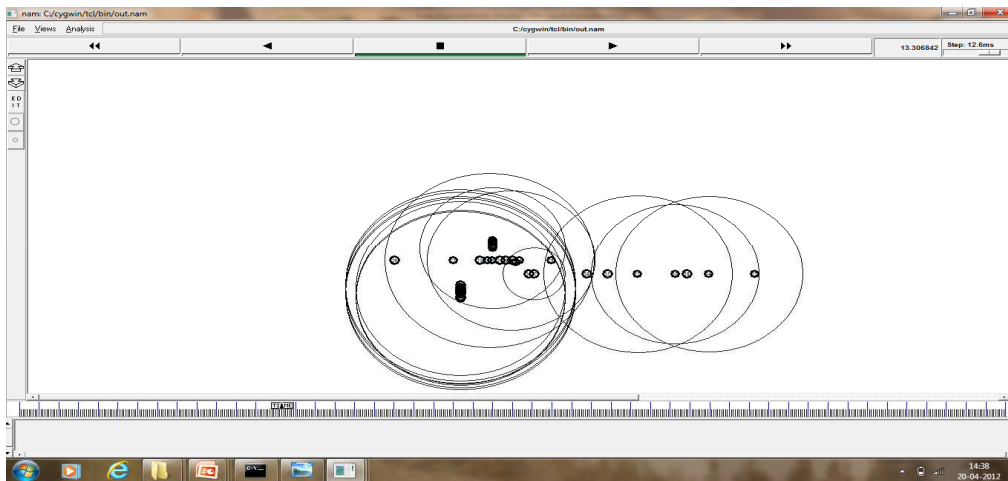 nam: C:/cygwin/tcl/bin/out.nam
File Views Analysis C:/cygwin/tcl/bin/out.nam
13.306842 Step: 12.6ms
E D
I T
TIME
14:38
20-04-2012